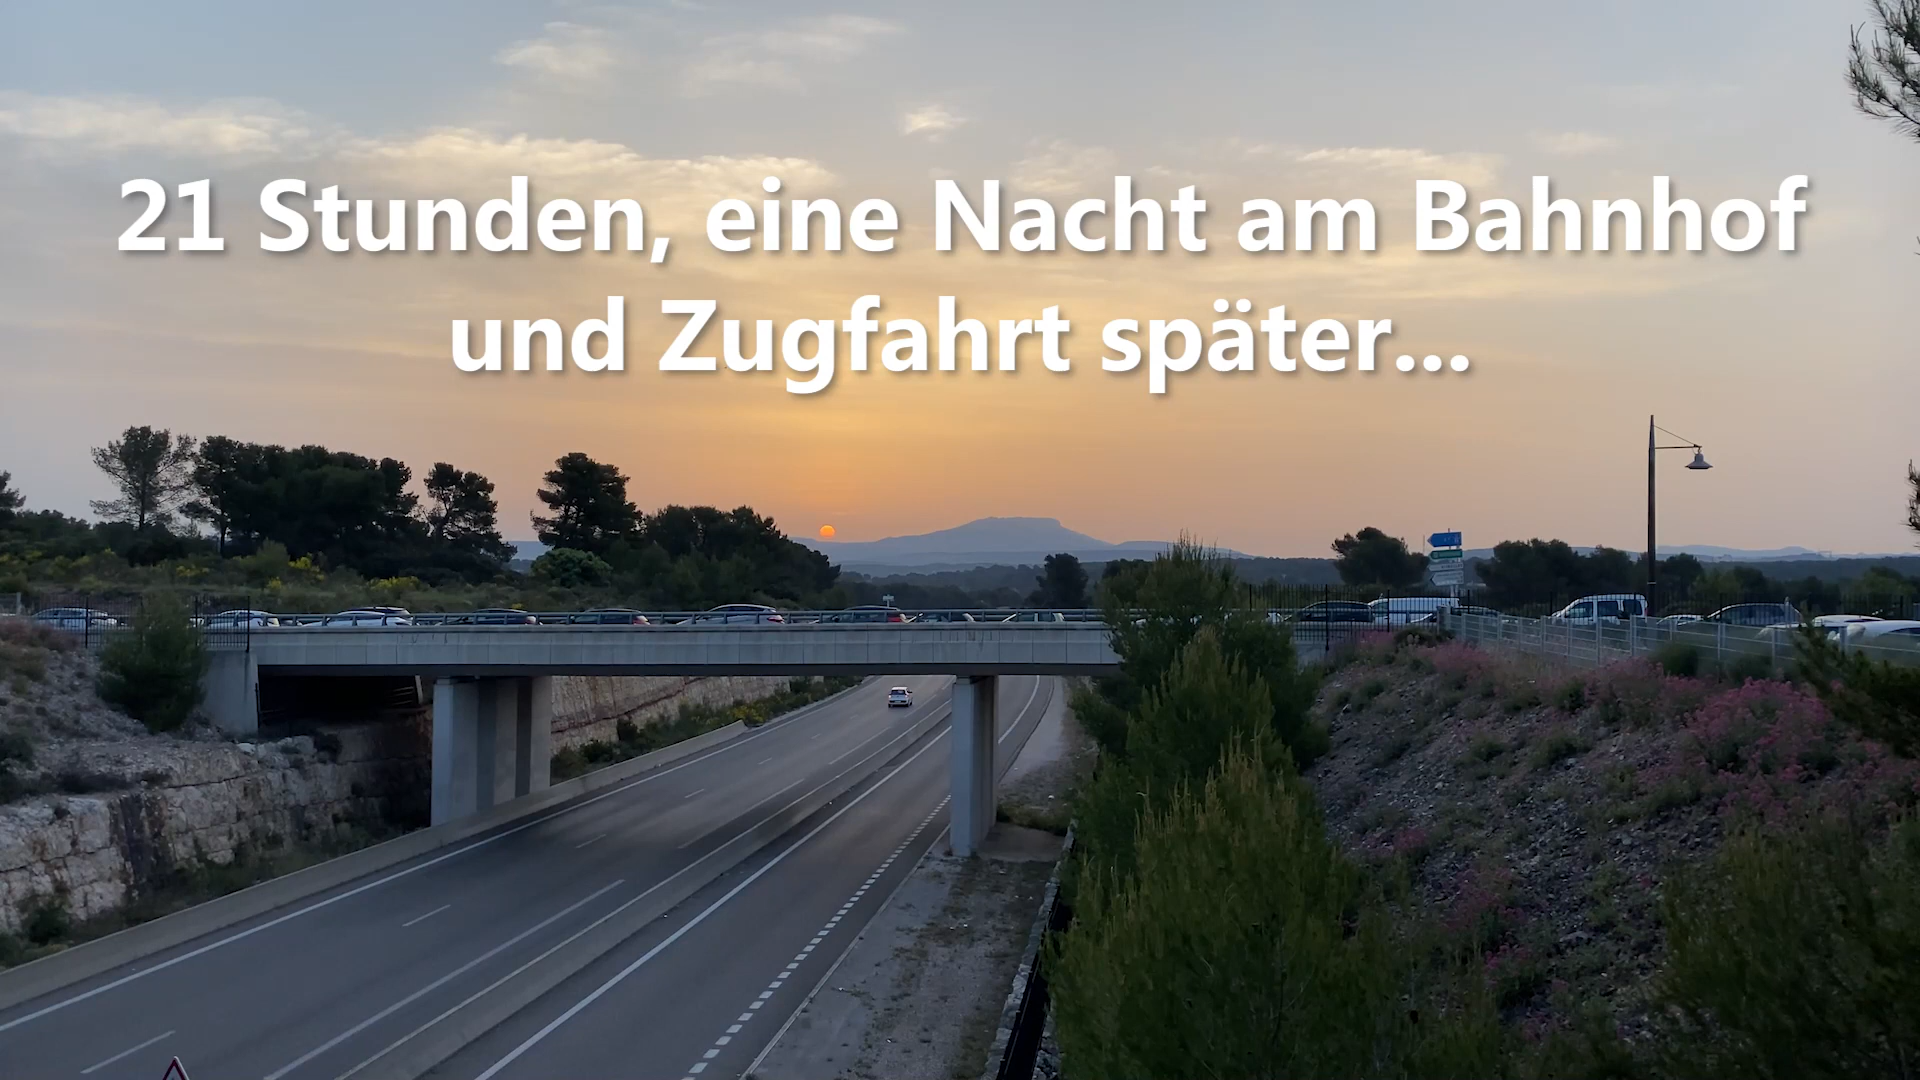 21 Stunden, eine Nacht am Bahnhof
und Zugfahrt später...